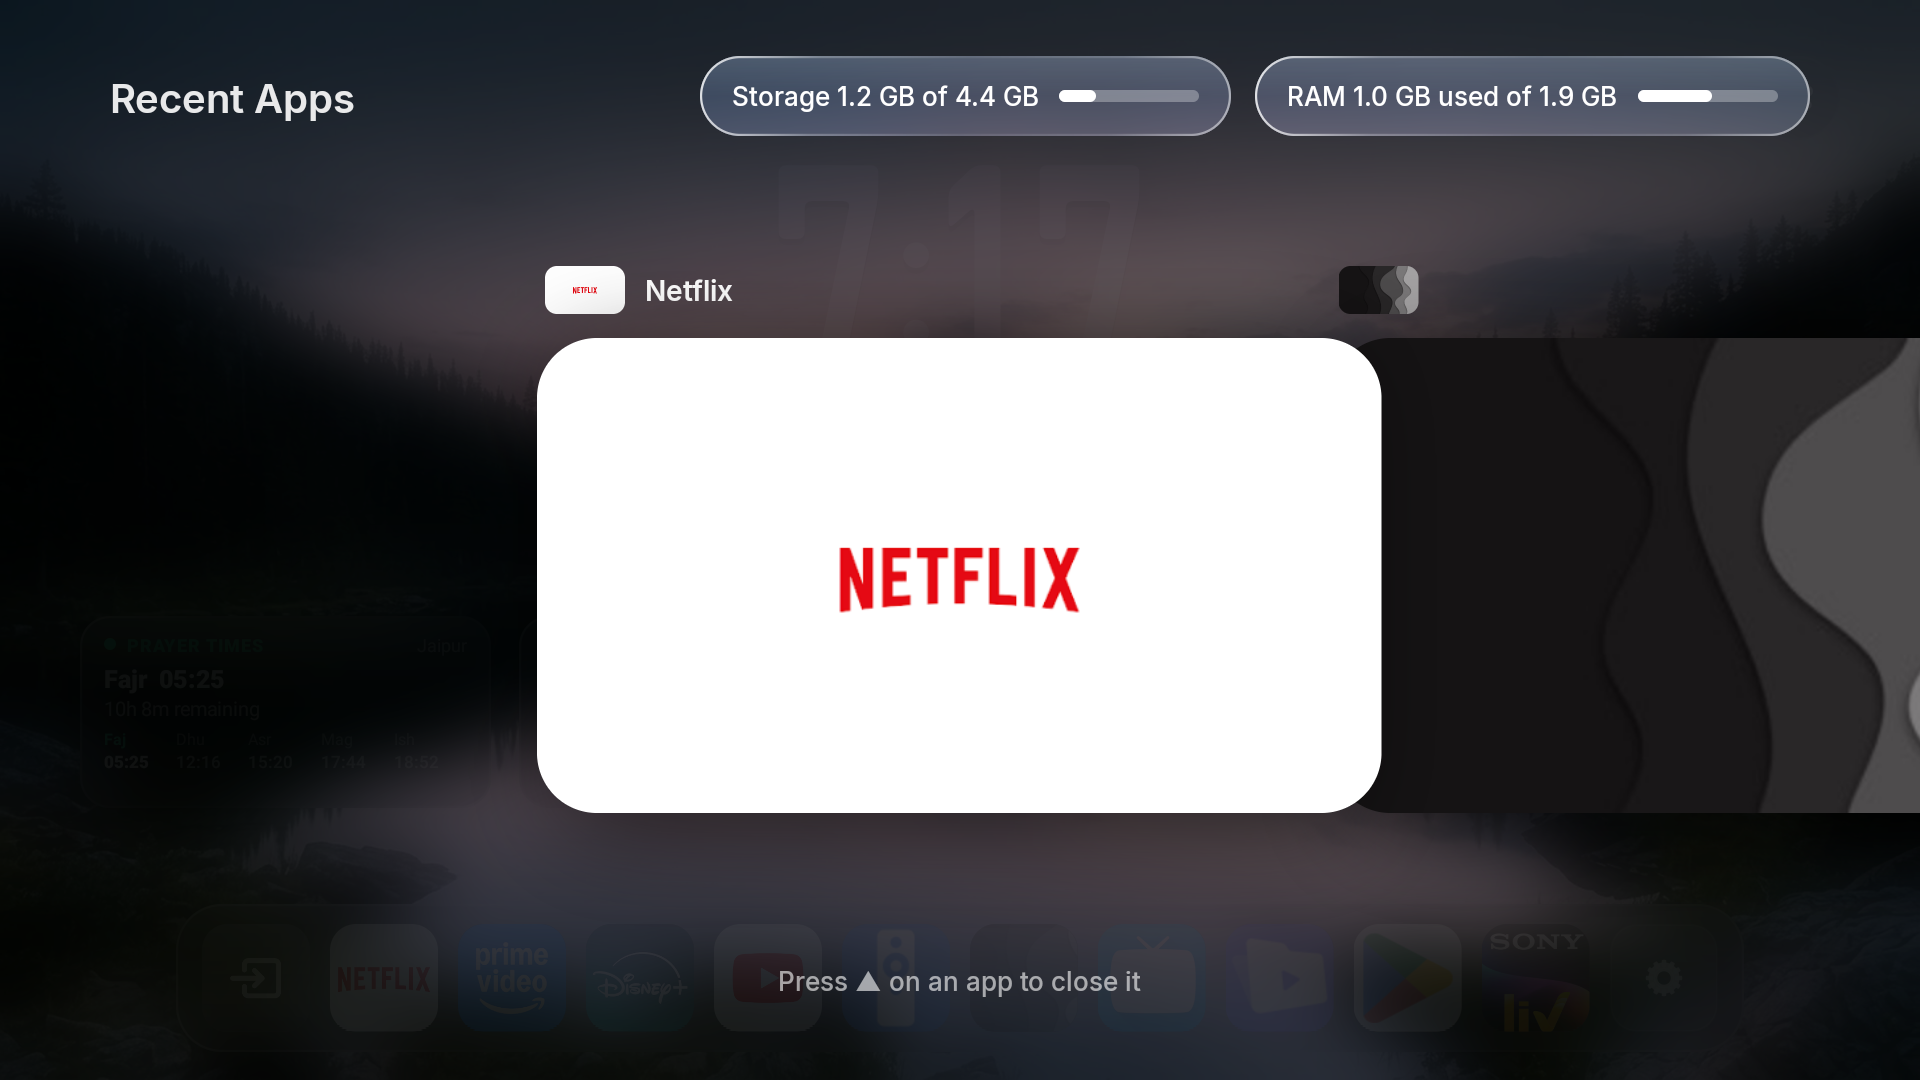 Recent Apps
Storage 1.2 GB of 4.4 GB
RAM 1.0 GB used of 1.9 GB
7:17
NETFLIX
Netflix
NETFLIX
PRAYER TIMES
Jaipur
Fajr 05:25
10h 8m remaining
Faj Dhu Asr Mag Ish
05:25 12:16 15:20 17:44 18:52
NETFLIX
prime
video
Disney+
SONY
liv
Press ▲ on an app to close it